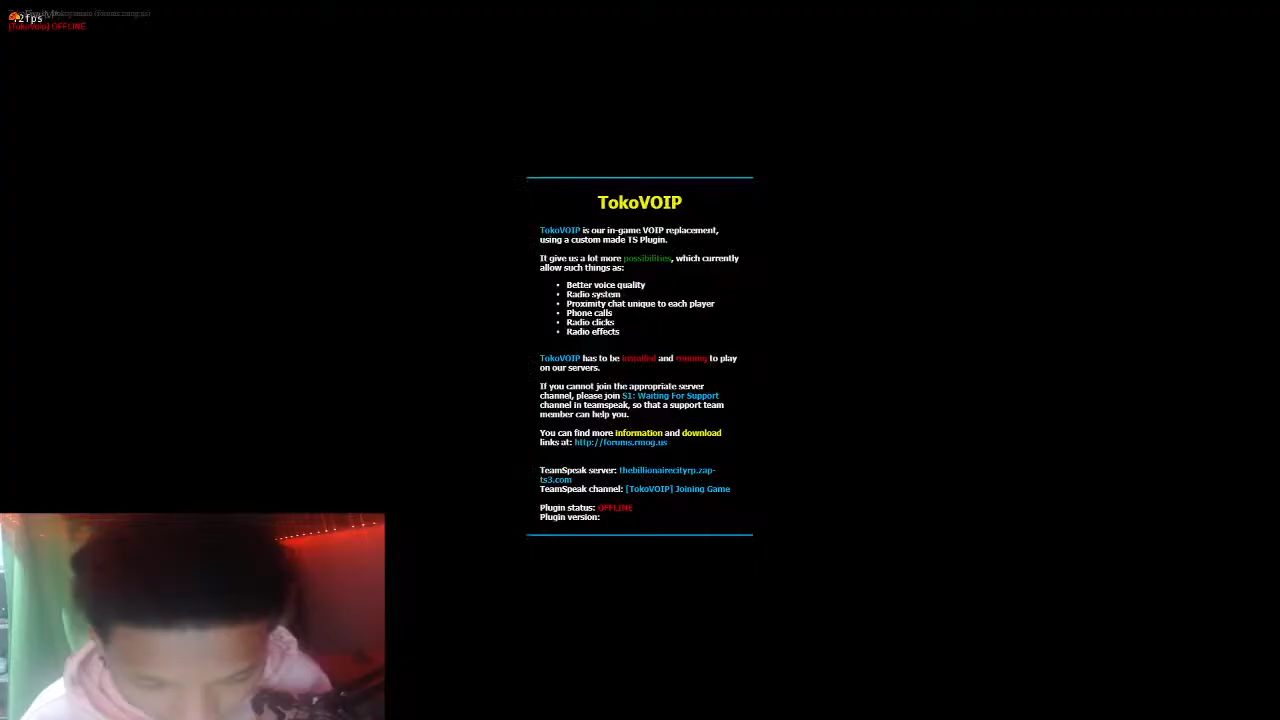 72fps
[TokoVoip] OFFLINE
TokoVOIP
TokoVOIP is our in-game VOIP replacement,
using a custom made TS Plugin.
It give us a lot more possibilities, which currently
allow such things as:
• Better voice quality
• Radio system
• Proximity chat unique to each player
• Phone calls
• Radio clicks
• Radio effects
TokoVOIP has to be installed and running to play
on our servers.
If you cannot join the appropriate server
channel, please join S1: Waiting For Support
channel in teamspeak, so that a support team
member can help you.
You can find more information and download
links at: http://forums.rmog.us
TeamSpeak server: thebillionairecityrp.zap-
ts3.com
TeamSpeak channel: [TokoVOIP] Joining Game
Plugin status: OFFLINE
Plugin version: